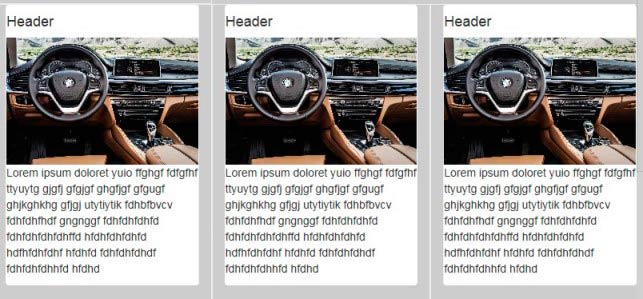 Header
Lorem ipsum doloret yuio ffghgf fdfgfhf
ttyuytg gjgfj gfgjgf ghgfjgf gfgugf
ghjkghkhg gfjgj utytiytik fdhbfbvcv
fdhfdhfhdf gngnggf fdhfdhfdhfd
fdhfdhfdhfdhffd hfdhfdhfdhfd
hdfhfdhfdhf hfdhfd fdhfdhfdhdf
fdhfdhfdhhfd hfdhd
Header
Lorem ipsum doloret yuio ffghgf fdfgfhf
ttyuytg gjgfj gfgjgf ghgfjgf gfgugf
ghjkghkhg gfjgj utytiytik fdhbfbvcv
fdhfdhfhdf gngnggf fdhfdhfdhfd
fdhfdhfdhfdhffd hfdhfdhfdhfd
hdfhfdhfdhf hfdhfd fdhfdhfdhdf
fdhfdhfdhhfd hfdhd
Header
Lorem ipsum doloret yuio ffghgf fdfgfhf
ttyuytg gjgfj gfgjgf ghgfjgf gfgugf
ghjkghkhg gfjgj utytiytik fdhbfbvcv
fdhfdhfhdf gngnggf fdhfdhfdhfd
fdhfdhfdhfdhffd hfdhfdhfdhfd
hdfhfdhfdhf hfdhfd fdhfdhfdhdf
fdhfdhfdhhfd hfdhd